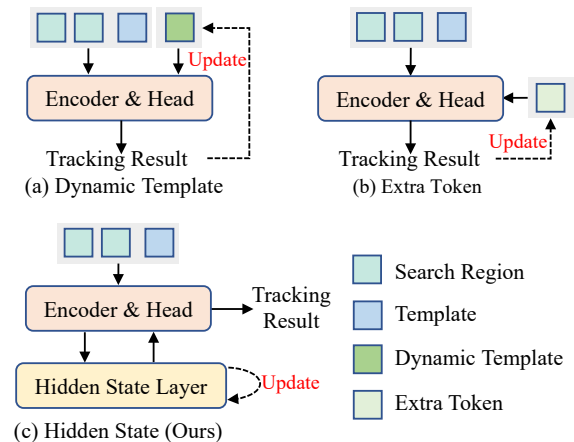 Update
Encoder & Head
Tracking Result
(a) Dynamic Template
Encoder & Head
Update
Tracking Result
(b) Extra Token
Encoder & Head
Tracking
Result
Hidden State Layer
Update
(c) Hidden State (Ours)
Search Region
Template
Dynamic Template
Extra Token